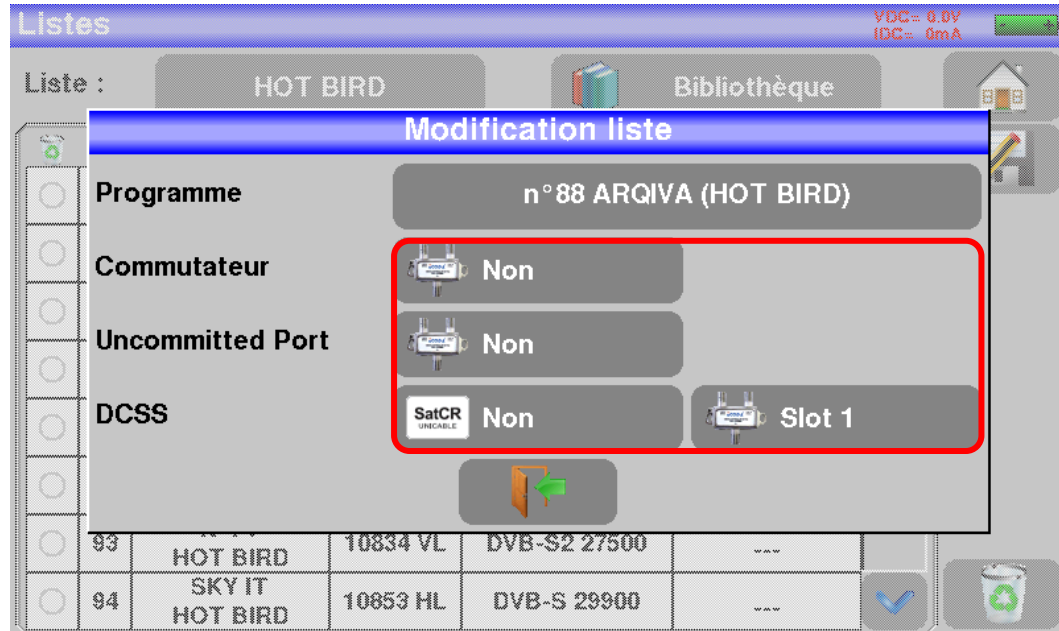 Listes
VDC= 0.0V
IDC= 0mA
- +
Liste :
HOT BIRD
Bibliothèque
Modification liste
Programme
n°88 ARQIVA (HOT BIRD)
Commutateur
Non
Uncommitted Port
Non
DCSS
SatCR
UNICABLE
Non
Slot 1
93
HOT BIRD
10834 VL
DVB-S2 27500
---
94
SKY IT
HOT BIRD
10853 HL
DVB-S 29900
---